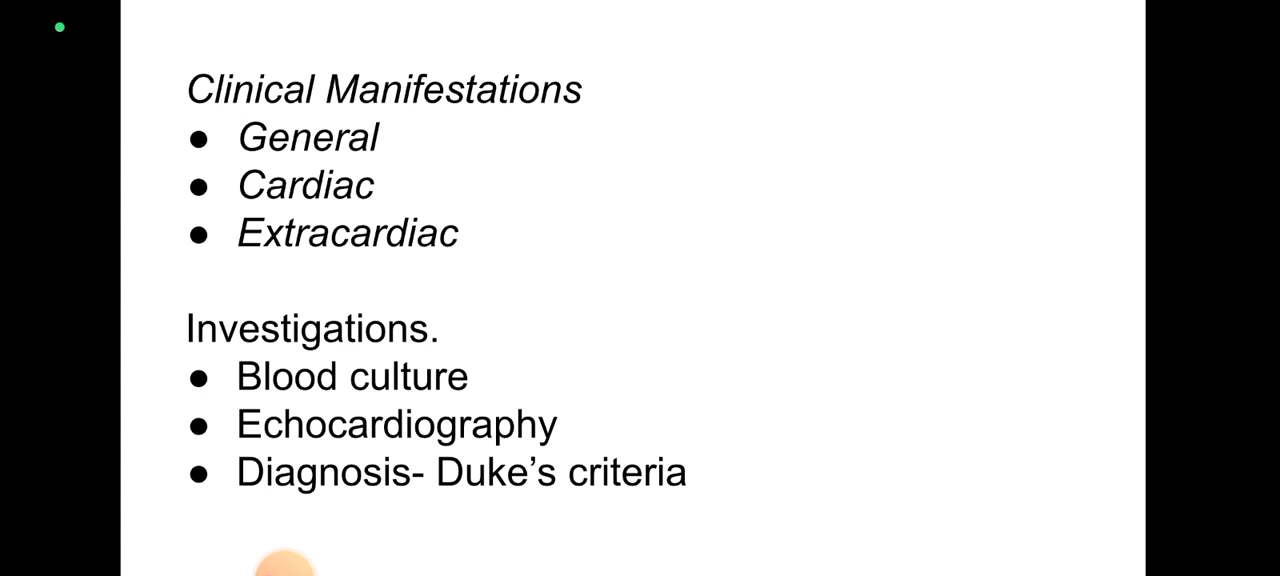 Clinical Manifestations
● General
● Cardiac
● Extracardiac
Investigations.
● Blood culture
● Echocardiography
● Diagnosis- Duke’s criteria